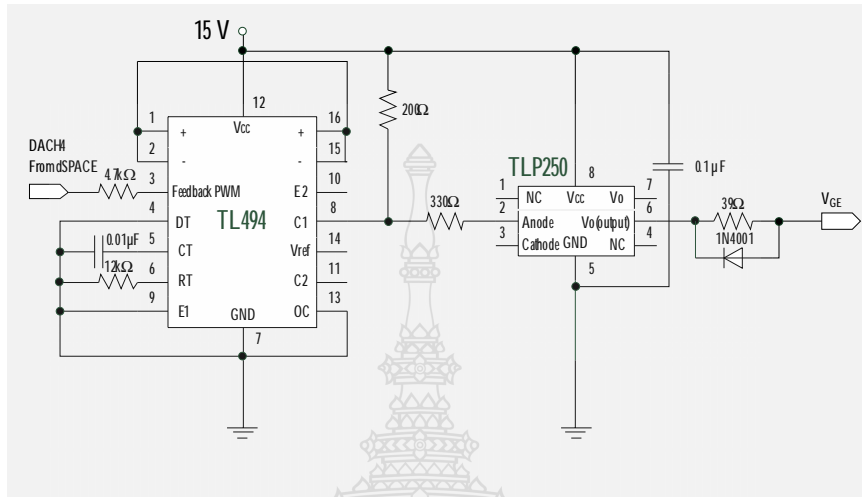 15 V
12
1
16
+
Vcc
+
200Ω
2
15
-
-
DACH4
From dSPACE
4.7kΩ
3
Feedback PWM
E2
10
TLP250
8
0.1 µF
1
NC
Vcc
Vo
7
4
DT
TL494
C1
8
330Ω
2
Anode
Vo(output)
6
39Ω
VGE
0.01µF
5
CT
Vref
14
3
Cathode
GND
NC
4
1N4001
12kΩ
6
RT
C2
11
5
9
E1
GND
OC
13
7